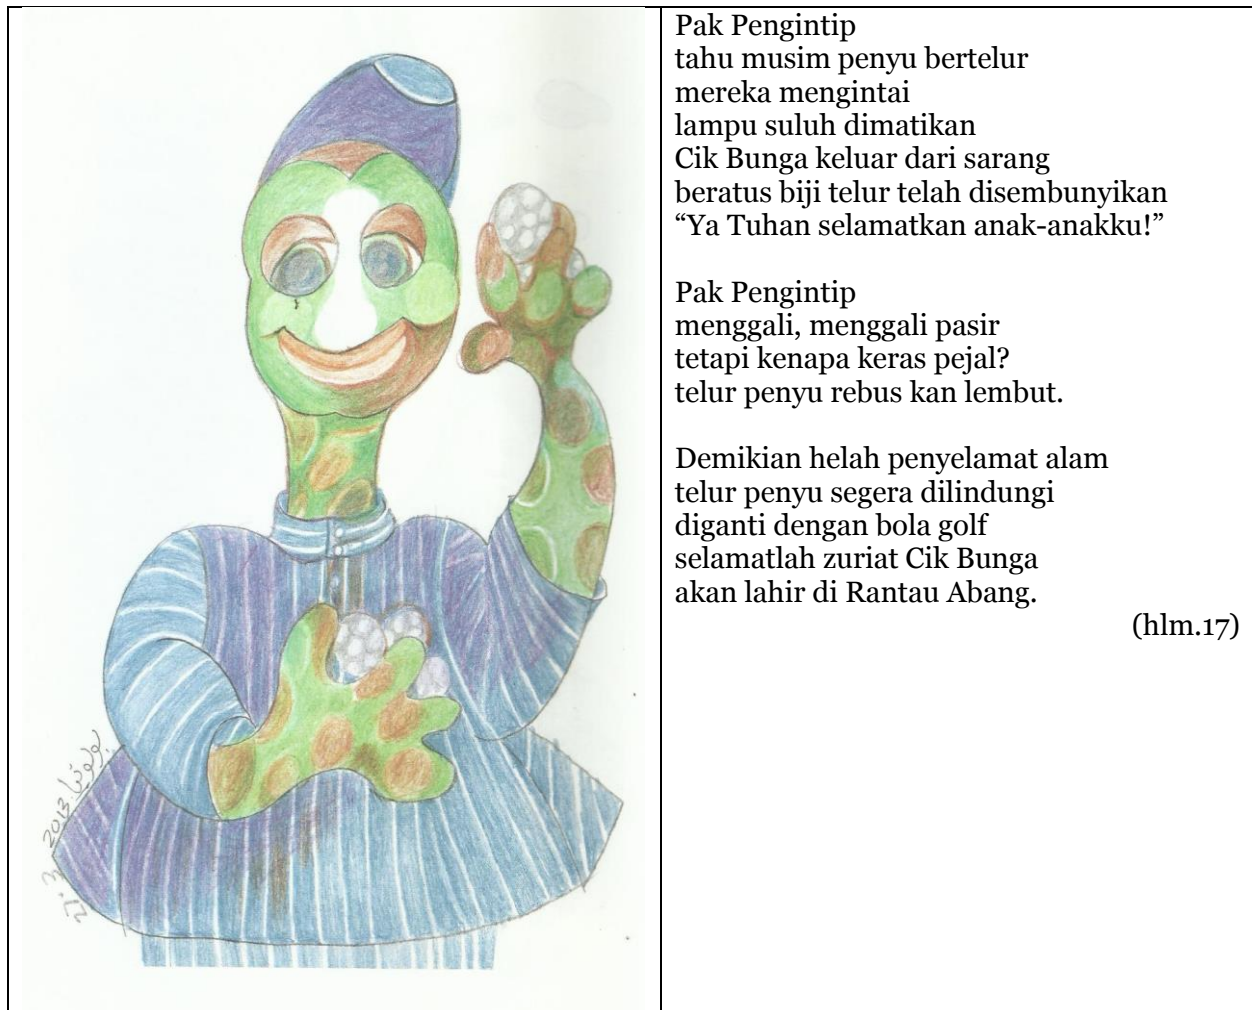 Pak Pengintip
tahu musim penyu bertelur
mereka mengintai
lampu suluh dimatikan
Cik Bunga keluar dari sarang
beratus biji telur telah disembunyikan
“Ya Tuhan selamatkan anak-anakku!”
Pak Pengintip
menggali, menggali pasir
tetapi kenapa keras pejal?
telur penyu rebus kan lembut.
Demikian helah penyelamat alam
telur penyu segera dilindungi
diganti dengan bola golf
selamatlah zuriat Cik Bunga
akan lahir di Rantau Abang.
(hlm.17)
2013